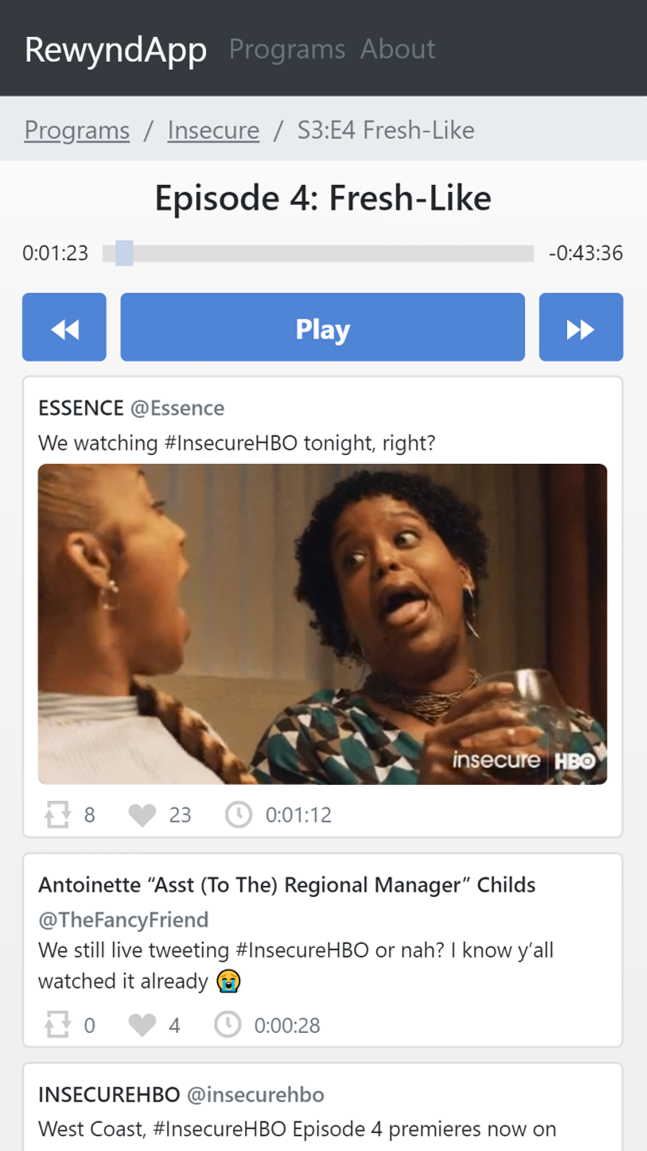 RewyndApp Programs About
Programs / Insecure / S3:E4 Fresh-Like
Episode 4: Fresh-Like
0:01:23 -0:43:36
Play
ESSENCE @Essence
We watching #InsecureHBO tonight, right?
insecure HBO
8 23 0:01:12
Antoinette “Asst (To The) Regional Manager” Childs
@TheFancyFriend
We still live tweeting #InsecureHBO or nah? I know y’all
watched it already 😭
0 4 0:00:28
INSECUREHBO @insecurehbo
West Coast, #InsecureHBO Episode 4 premieres now on